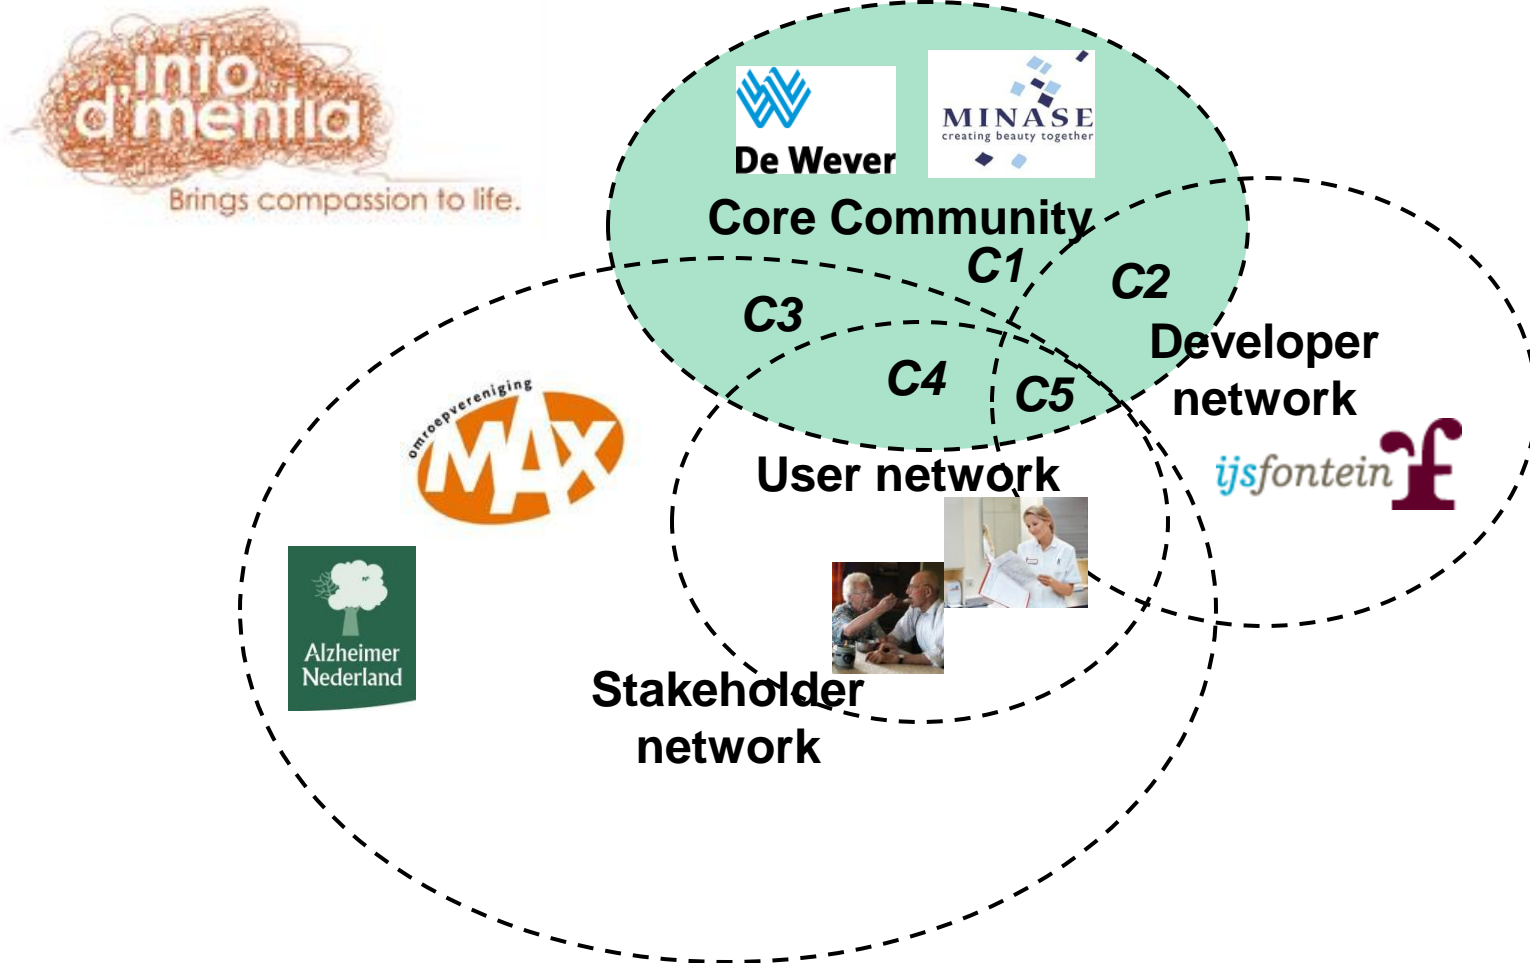 into
d'mentia
Brings compassion to life.
De Wever
MINASE
creating beauty together
Core Community
C1
C2
C3
C4
C5
Developer
network
ijsfontein
omroepvereniging
MAX
User network
Alzheimer
Nederland
Stakeholder
network